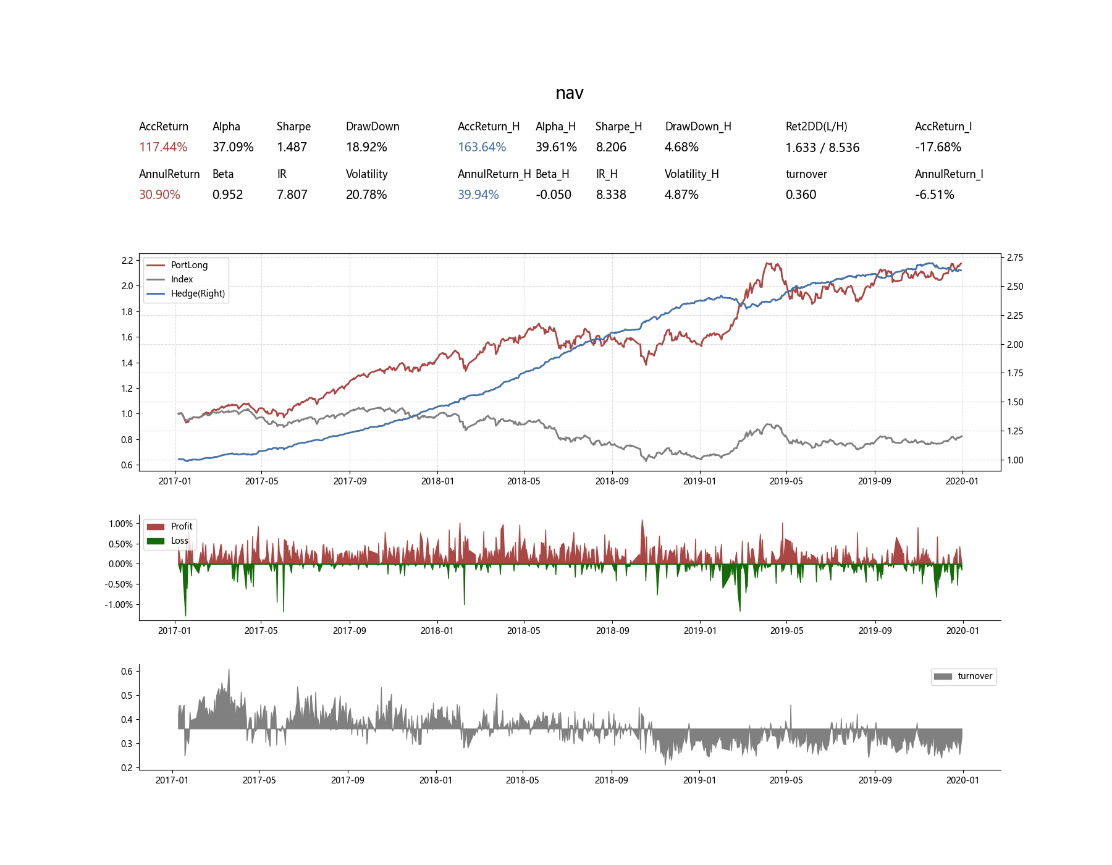 nav
AccReturn Alpha Sharpe DrawDown AccReturn_H Alpha_H Sharpe_H DrawDown_H Ret2DD(L/H) AccReturn_I
117.44% 37.09% 1.487 18.92% 163.64% 39.61% 8.206 4.68% 1.633 / 8.536 -17.68%
AnnulReturn Beta IR Volatility AnnulReturn_H Beta_H IR_H Volatility_H turnover AnnulReturn_I
30.90% 0.952 7.807 20.78% 39.94% -0.050 8.338 4.87% 0.360 -6.51%
PortLong
Index
Hedge(Right)
2.2
2.0
1.8
1.6
1.4
1.2
1.0
0.8
0.6
2.75
2.50
2.25
2.00
1.75
1.50
1.25
1.00
2017-01 2017-05 2017-09 2018-01 2018-05 2018-09 2019-01 2019-05 2019-09 2020-01
Profit
Loss
1.00%
0.50%
0.00%
-0.50%
-1.00%
2017-01 2017-05 2017-09 2018-01 2018-05 2018-09 2019-01 2019-05 2019-09 2020-01
turnover
0.6
0.5
0.4
0.3
0.2
2017-01 2017-05 2017-09 2018-01 2018-05 2018-09 2019-01 2019-05 2019-09 2020-01